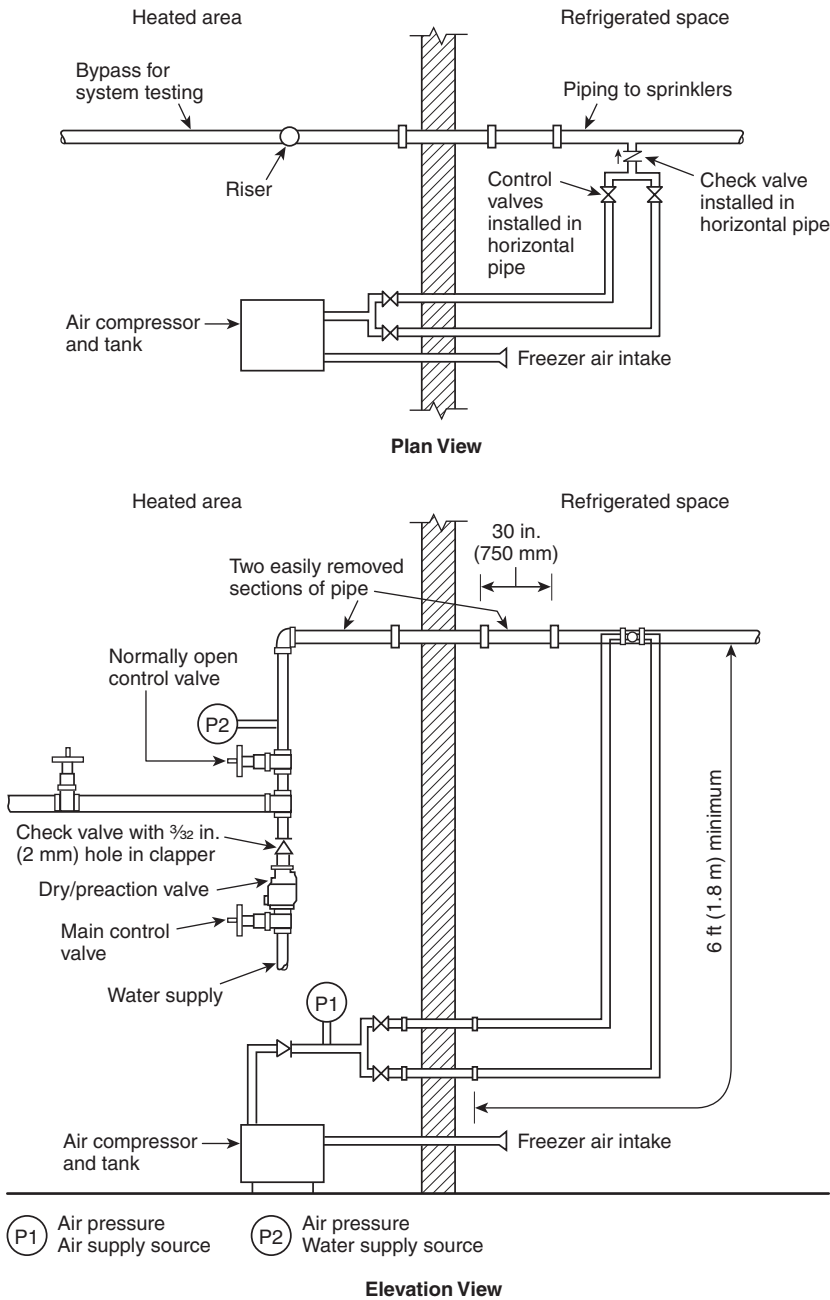 Heated area
Refrigerated space
Bypass for
system testing
Piping to sprinklers
Riser
Control
valves
installed in
horizontal
pipe
Check valve
installed in
horizontal pipe
Air compressor
and tank
Freezer air intake
Plan View
Heated area
Refrigerated space
30 in.
(750 mm)
Two easily removed
sections of pipe
Normally open
control valve
P2
Check valve with 3⁄32 in.
(2 mm) hole in clapper
Dry/preaction valve
Main control
valve
Water supply
P1
6 ft (1.8 m) minimum
Air compressor
and tank
Freezer air intake
P1
Air pressure
Air supply source
P2
Air pressure
Water supply source
Elevation View